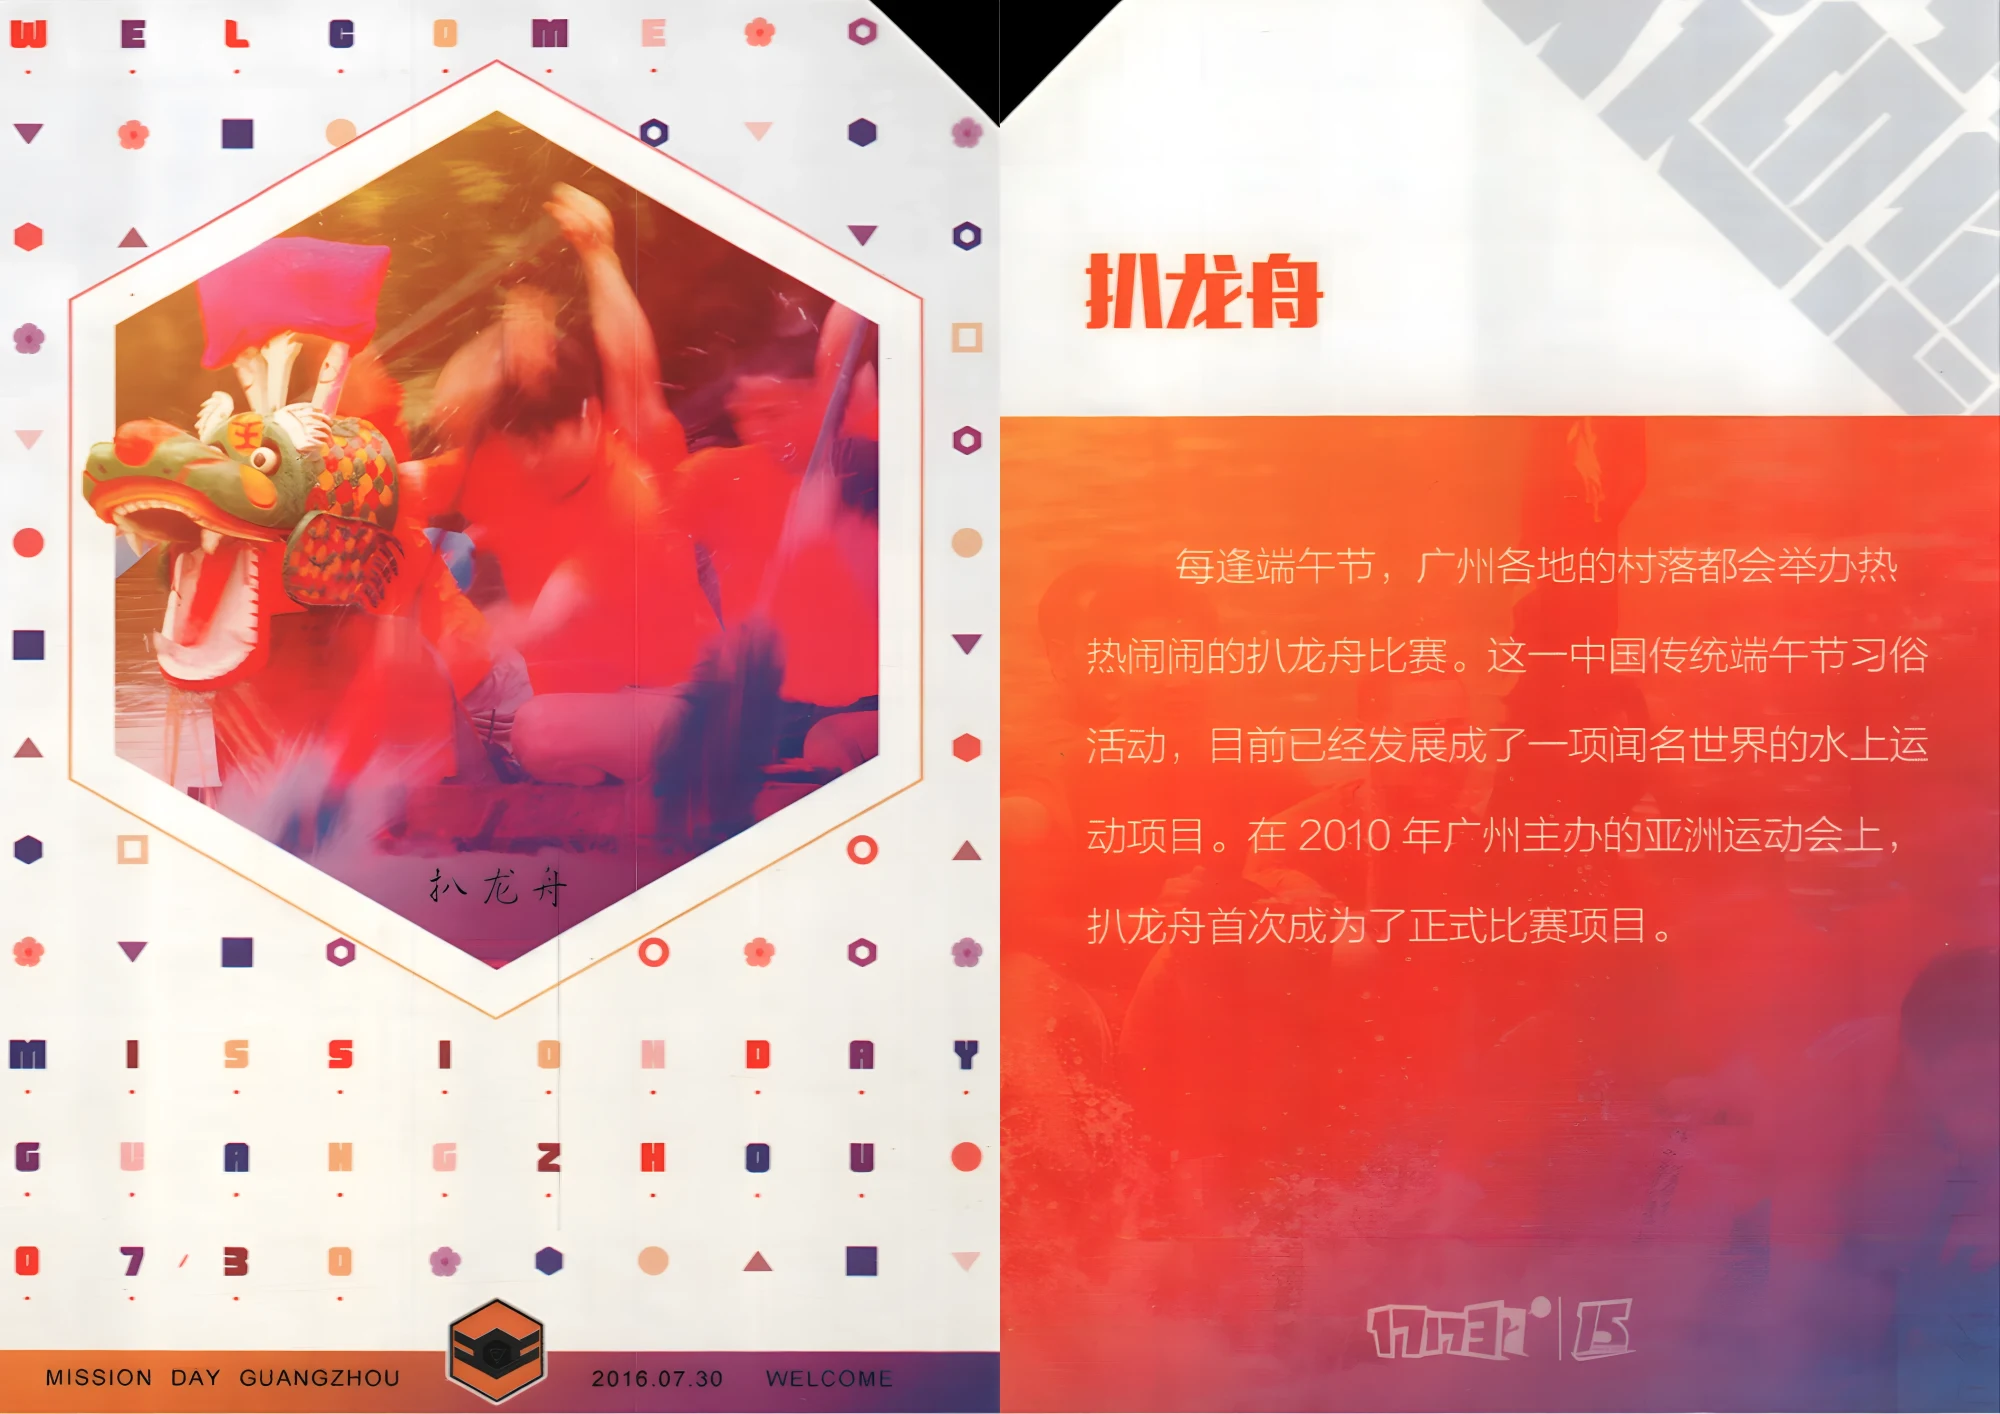 WELCOME
扒龙舟
MISSION DAY
GUANGZHOU
07/30
MISSION DAY GUANGZHOU
2016.07.30 WELCOME
扒龙舟
每逢端午节，广州各地的村落都会举办热
热闹闹的扒龙舟比赛。这一中国传统端午节习俗
活动，目前已经发展成了一项闻名世界的水上运
动项目。在 2010 年广州主办的亚洲运动会上，
扒龙舟首次成为了正式比赛项目。
17173
15